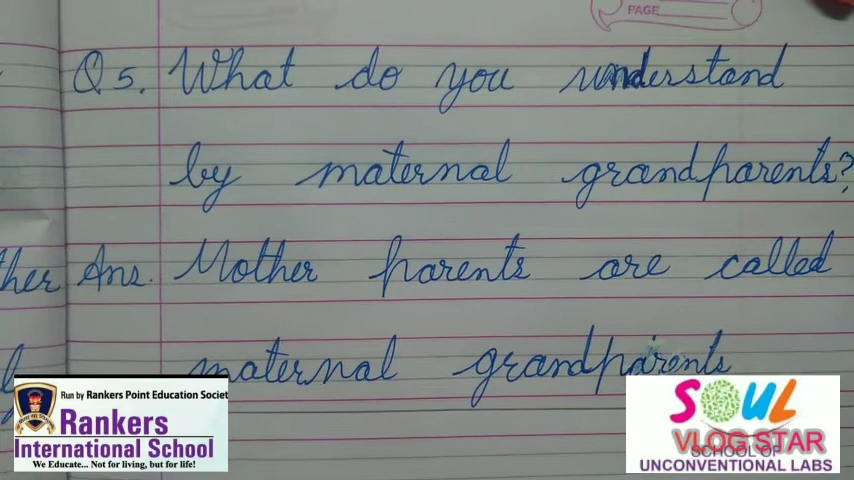 PAGE
Q5. What do you understand
by maternal grandparents?
ther Ans. Mother parents are called
maternal grandparents
Run by Rankers Point Education Societ
Rankers
International School
We Educate... Not for living, but for life!
SOUL
VLOG STAR
SCHOOL OF
UNCONVENTIONAL LABS